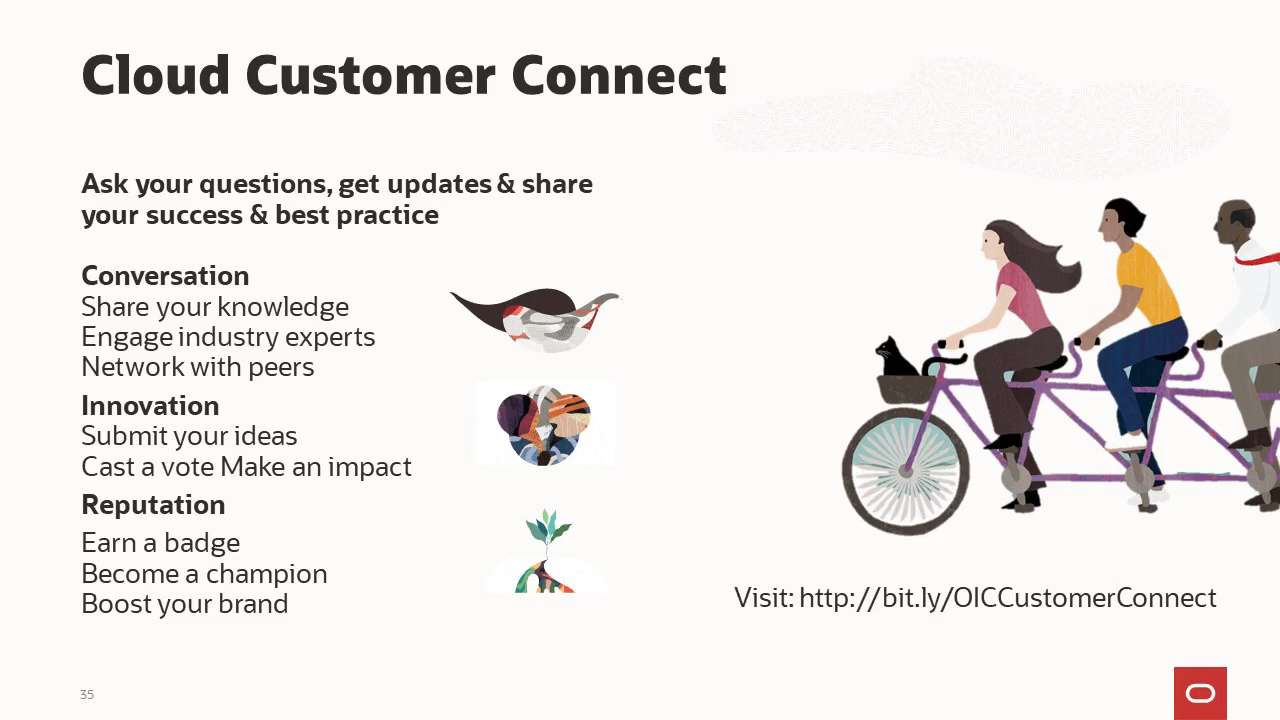 Cloud Customer Connect
Ask your questions, get updates & share
your success & best practice
Conversation
Share your knowledge
Engage industry experts
Network with peers
Innovation
Submit your ideas
Cast a vote Make an impact
Reputation
Earn a badge
Become a champion
Boost your brand
Visit: http://bit.ly/OICCustomerConnect
35